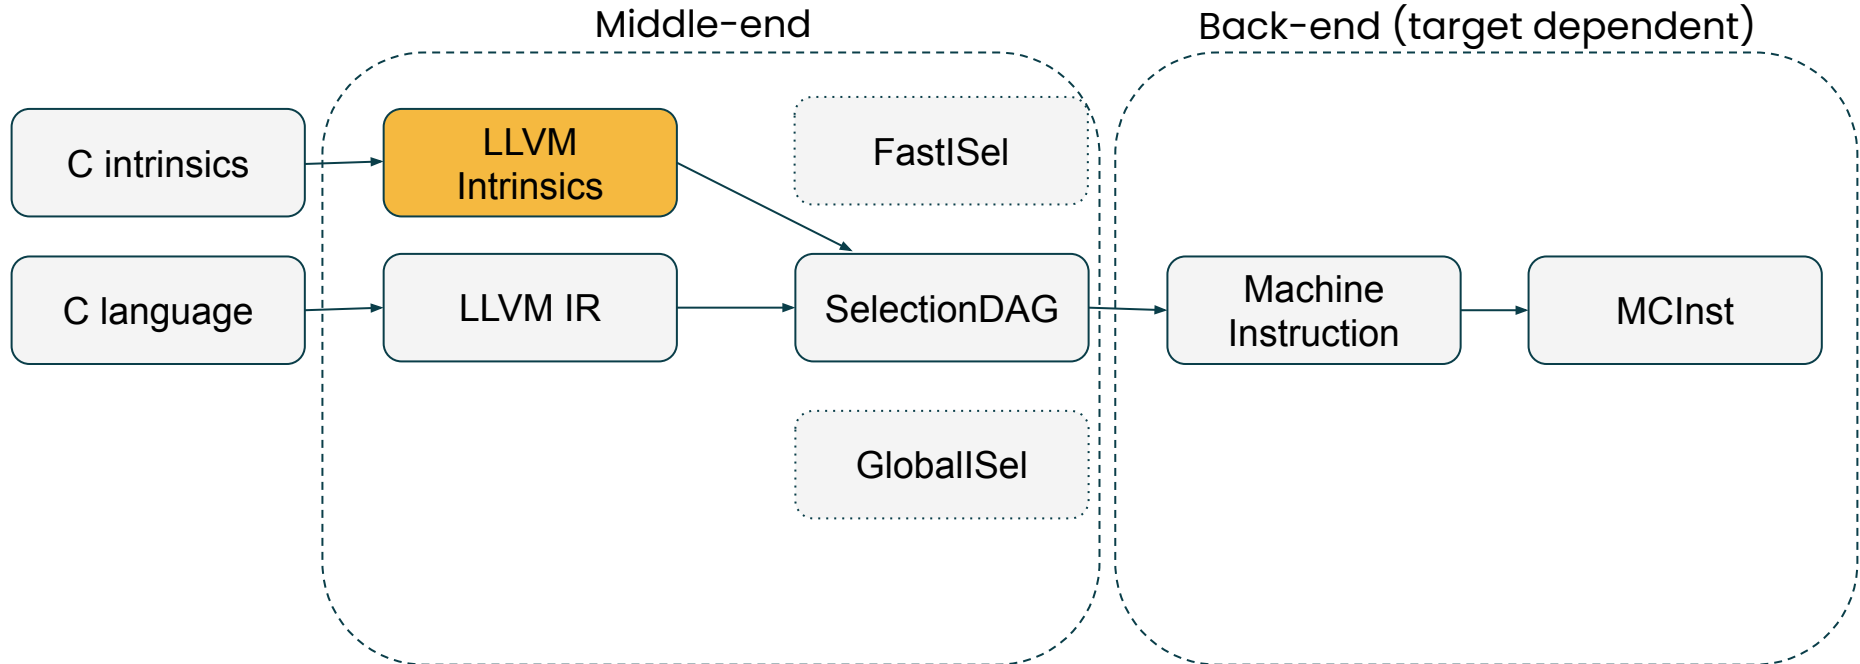 Middle-end
Back-end (target dependent)
C intrinsics
LLVM
Intrinsics
FastISel
C language
LLVM IR
SelectionDAG
Machine
Instruction
MCInst
GlobalISel